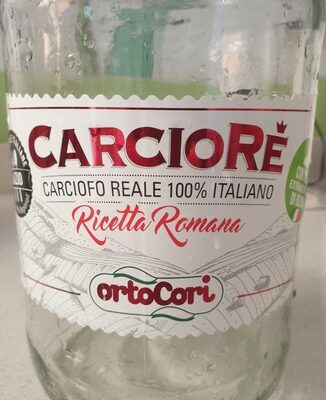 CARCIORÈ
CARCIOFO REALE 100% ITALIANO
Ricetta Romana
ortoCori